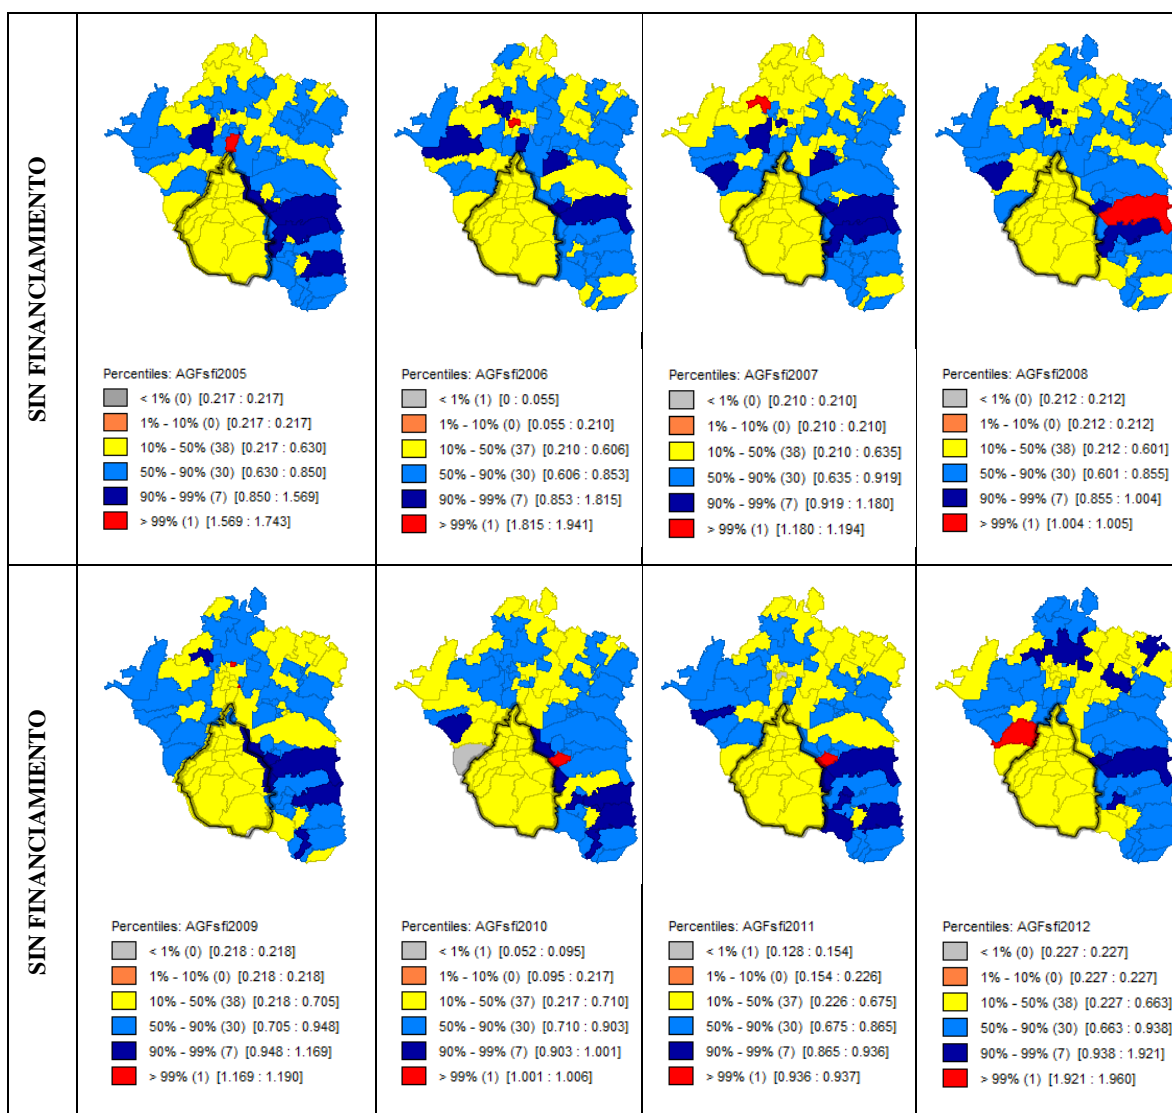 SIN FINANCIAMIENTO
Percentiles: AGFsfi2005
< 1% (0) [0.217 : 0.217]
1% - 10% (0) [0.217 : 0.217]
10% - 50% (38) [0.217 : 0.630]
50% - 90% (30) [0.630 : 0.850]
90% - 99% (7) [0.850 : 1.569]
> 99% (1) [1.569 : 1.743]
Percentiles: AGFsfi2006
< 1% (1) [0 : 0.055]
1% - 10% (0) [0.055 : 0.210]
10% - 50% (37) [0.210 : 0.606]
50% - 90% (30) [0.606 : 0.853]
90% - 99% (7) [0.853 : 1.815]
> 99% (1) [1.815 : 1.941]
Percentiles: AGFsfi2007
< 1% (0) [0.210 : 0.210]
1% - 10% (0) [0.210 : 0.210]
10% - 50% (38) [0.210 : 0.635]
50% - 90% (30) [0.635 : 0.919]
90% - 99% (7) [0.919 : 1.180]
> 99% (1) [1.180 : 1.194]
Percentiles: AGFsfi2008
< 1% (0) [0.212 : 0.212]
1% - 10% (0) [0.212 : 0.212]
10% - 50% (38) [0.212 : 0.601]
50% - 90% (30) [0.601 : 0.855]
90% - 99% (7) [0.855 : 1.004]
> 99% (1) [1.004 : 1.005]
SIN FINANCIAMIENTO
Percentiles: AGFsfi2009
< 1% (0) [0.218 : 0.218]
1% - 10% (0) [0.218 : 0.218]
10% - 50% (38) [0.218 : 0.705]
50% - 90% (30) [0.705 : 0.948]
90% - 99% (7) [0.948 : 1.169]
> 99% (1) [1.169 : 1.190]
Percentiles: AGFsfi2010
< 1% (1) [0.052 : 0.095]
1% - 10% (0) [0.095 : 0.217]
10% - 50% (37) [0.217 : 0.710]
50% - 90% (30) [0.710 : 0.903]
90% - 99% (7) [0.903 : 1.001]
> 99% (1) [1.001 : 1.006]
Percentiles: AGFsfi2011
< 1% (1) [0.128 : 0.154]
1% - 10% (0) [0.154 : 0.226]
10% - 50% (37) [0.226 : 0.675]
50% - 90% (30) [0.675 : 0.865]
90% - 99% (7) [0.865 : 0.936]
> 99% (1) [0.936 : 0.937]
Percentiles: AGFsfi2012
< 1% (0) [0.227 : 0.227]
1% - 10% (0) [0.227 : 0.227]
10% - 50% (38) [0.227 : 0.663]
50% - 90% (30) [0.663 : 0.938]
90% - 99% (7) [0.938 : 1.921]
> 99% (1) [1.921 : 1.960]